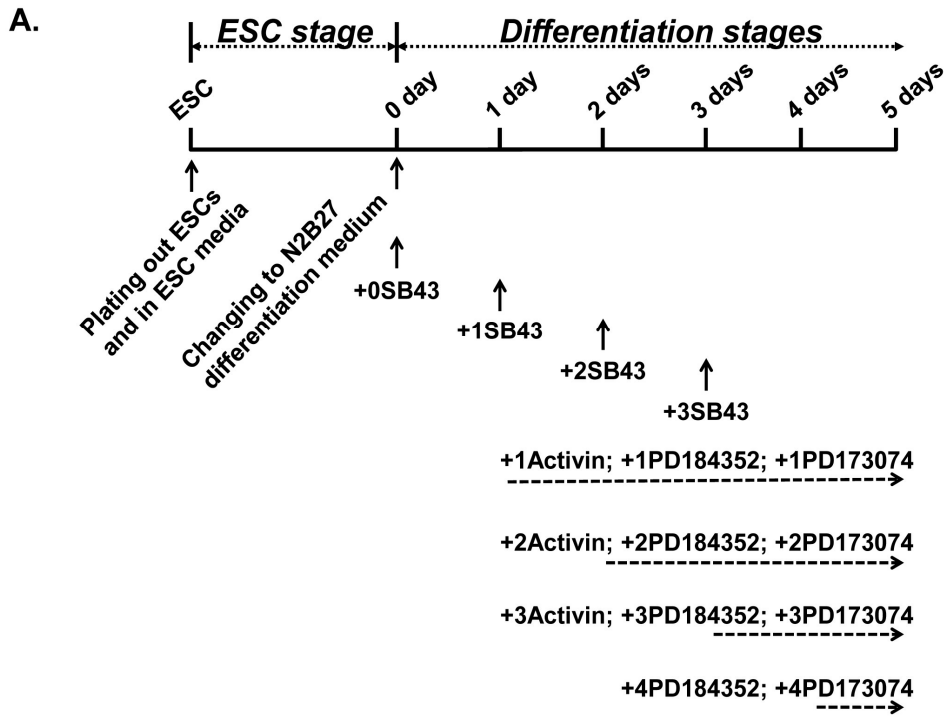 A.
ESC stage
Differentiation stages
ESC
0 day
1 day
2 days
3 days
4 days
5 days
Plating out ESCs
and in ESC media
Changing to N2B27
differentiation medium
+0SB43
+1SB43
+2SB43
+3SB43
+1Activin; +1PD184352; +1PD173074
+2Activin; +2PD184352; +2PD173074
+3Activin; +3PD184352; +3PD173074
+4PD184352; +4PD173074